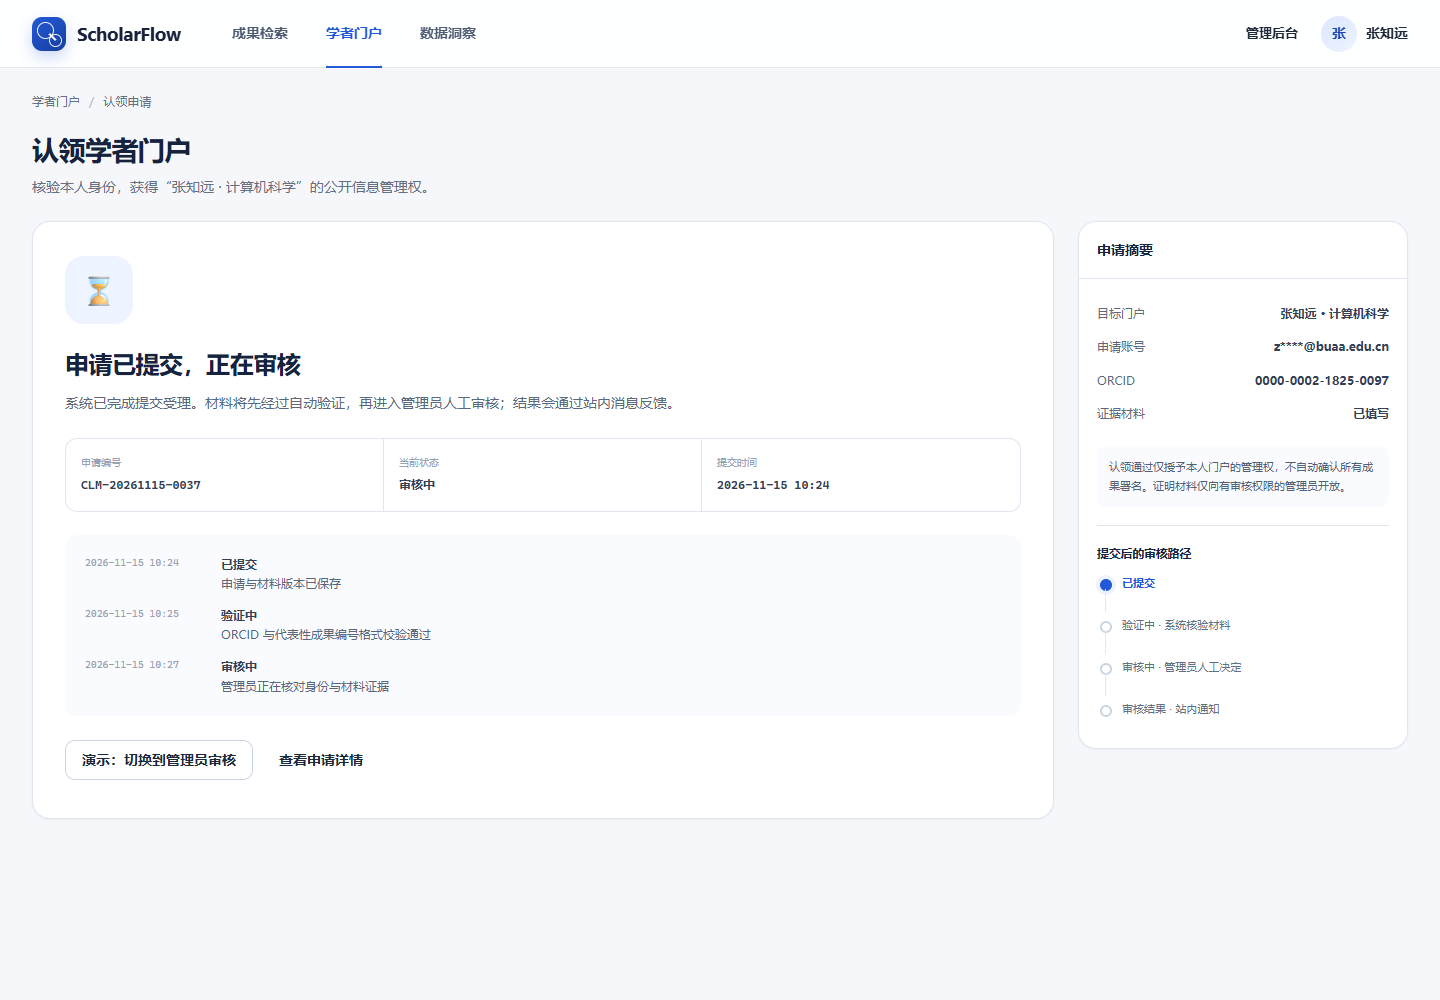 ScholarFlow
成果检索
学者门户
数据洞察
管理后台
张
张知远
学者门户 / 认领申请
认领学者门户
核验本人身份，获得“张知远 · 计算机科学”的公开信息管理权。
申请已提交，正在审核
系统已完成提交受理。材料将先经过自动验证，再进入管理员人工审核；结果会通过站内消息反馈。
申请编号
CLM-20261115-0037
当前状态
审核中
提交时间
2026-11-15 10:24
2026-11-15 10:24
已提交
申请与材料版本已保存
2026-11-15 10:25
验证中
ORCID 与代表性成果编号格式校验通过
2026-11-15 10:27
审核中
管理员正在核对身份与材料证据
演示：切换到管理员审核
查看申请详情
申请摘要
目标门户
张知远 • 计算机科学
申请账号
z****@buaa.edu.cn
ORCID
0000-0002-1825-0097
证据材料
已填写
认领通过仅授予本人门户的管理权，不自动确认所有成
果署名。证明材料仅向有审核权限的管理员开放。
提交后的审核路径
已提交
验证中 · 系统核验材料
审核中 · 管理员人工决定
审核结果 · 站内通知